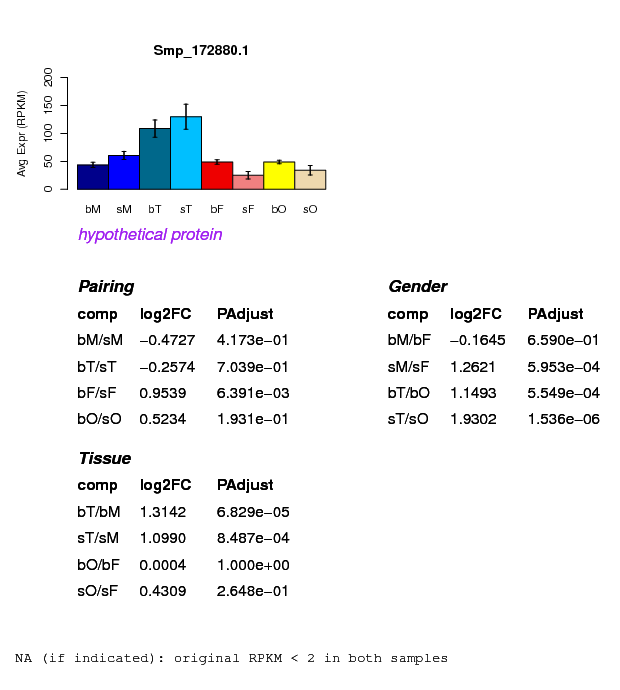 Smp_172880.1
Avg Expr (RPKM)
200
150
100
50
0
bM sM bT sT bF sF bO sO
hypothetical protein
Pairing
comp log2FC PAdjust
bM/sM −0.4727 4.173e−01
bT/sT −0.2574 7.039e−01
bF/sF 0.9539 6.391e−03
bO/sO 0.5234 1.931e−01
Gender
comp log2FC PAdjust
bM/bF −0.1645 6.590e−01
sM/sF 1.2621 5.953e−04
bT/bO 1.1493 5.549e−04
sT/sO 1.9302 1.536e−06
Tissue
comp log2FC PAdjust
bT/bM 1.3142 6.829e−05
sT/sM 1.0990 8.487e−04
bO/bF 0.0004 1.000e+00
sO/sF 0.4309 2.648e−01
NA (if indicated): original RPKM < 2 in both samples